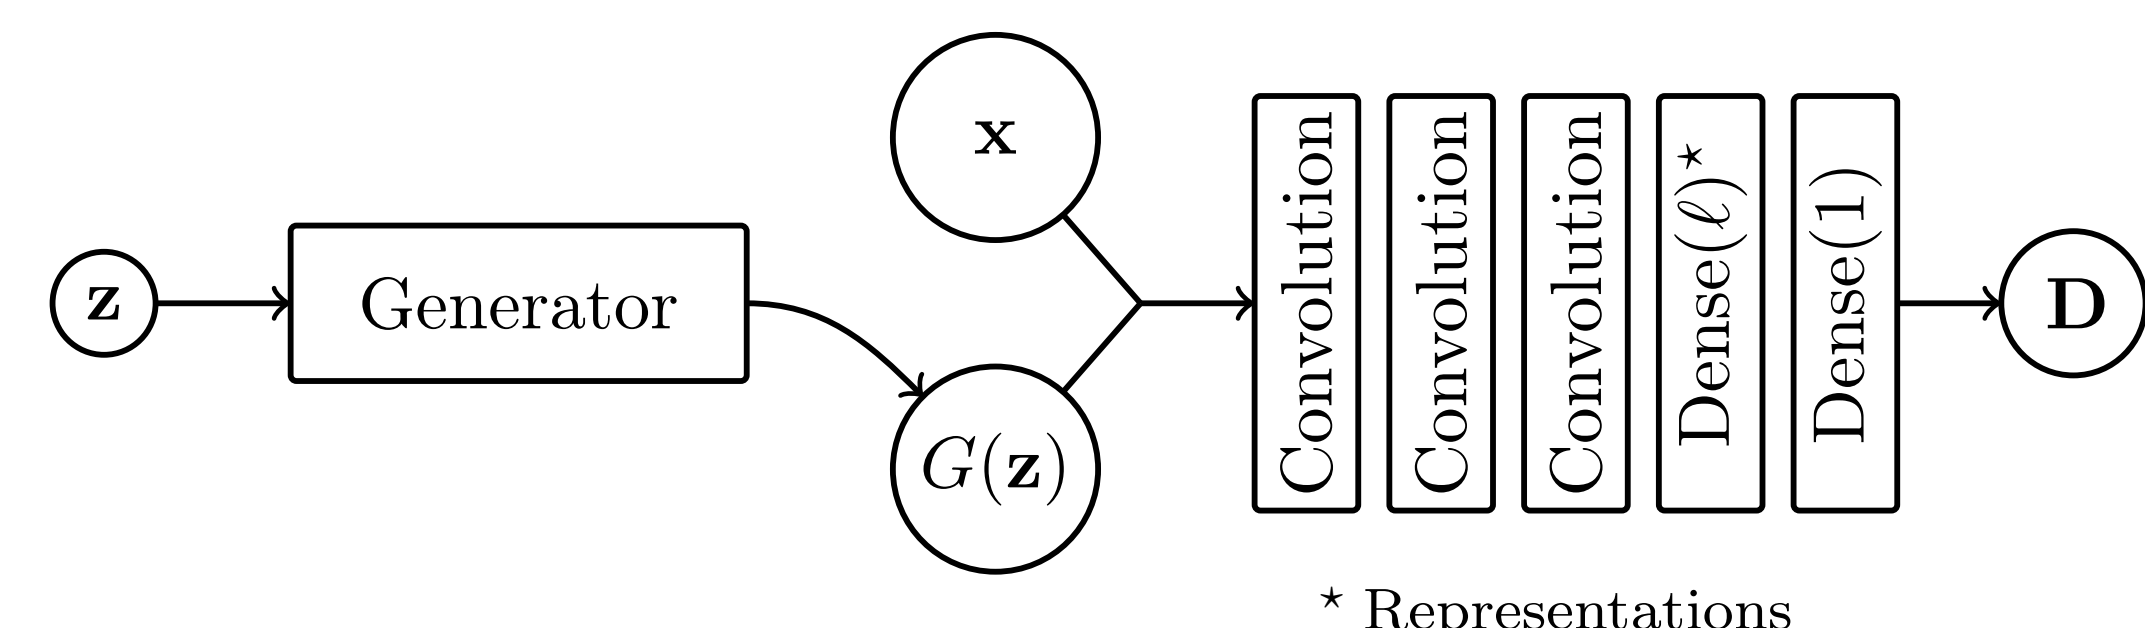 z
Generator
x
G(z)
Convolution
Convolution
Convolution
Dense(ℓ)⋆
Dense(1)
D
⋆ Representations